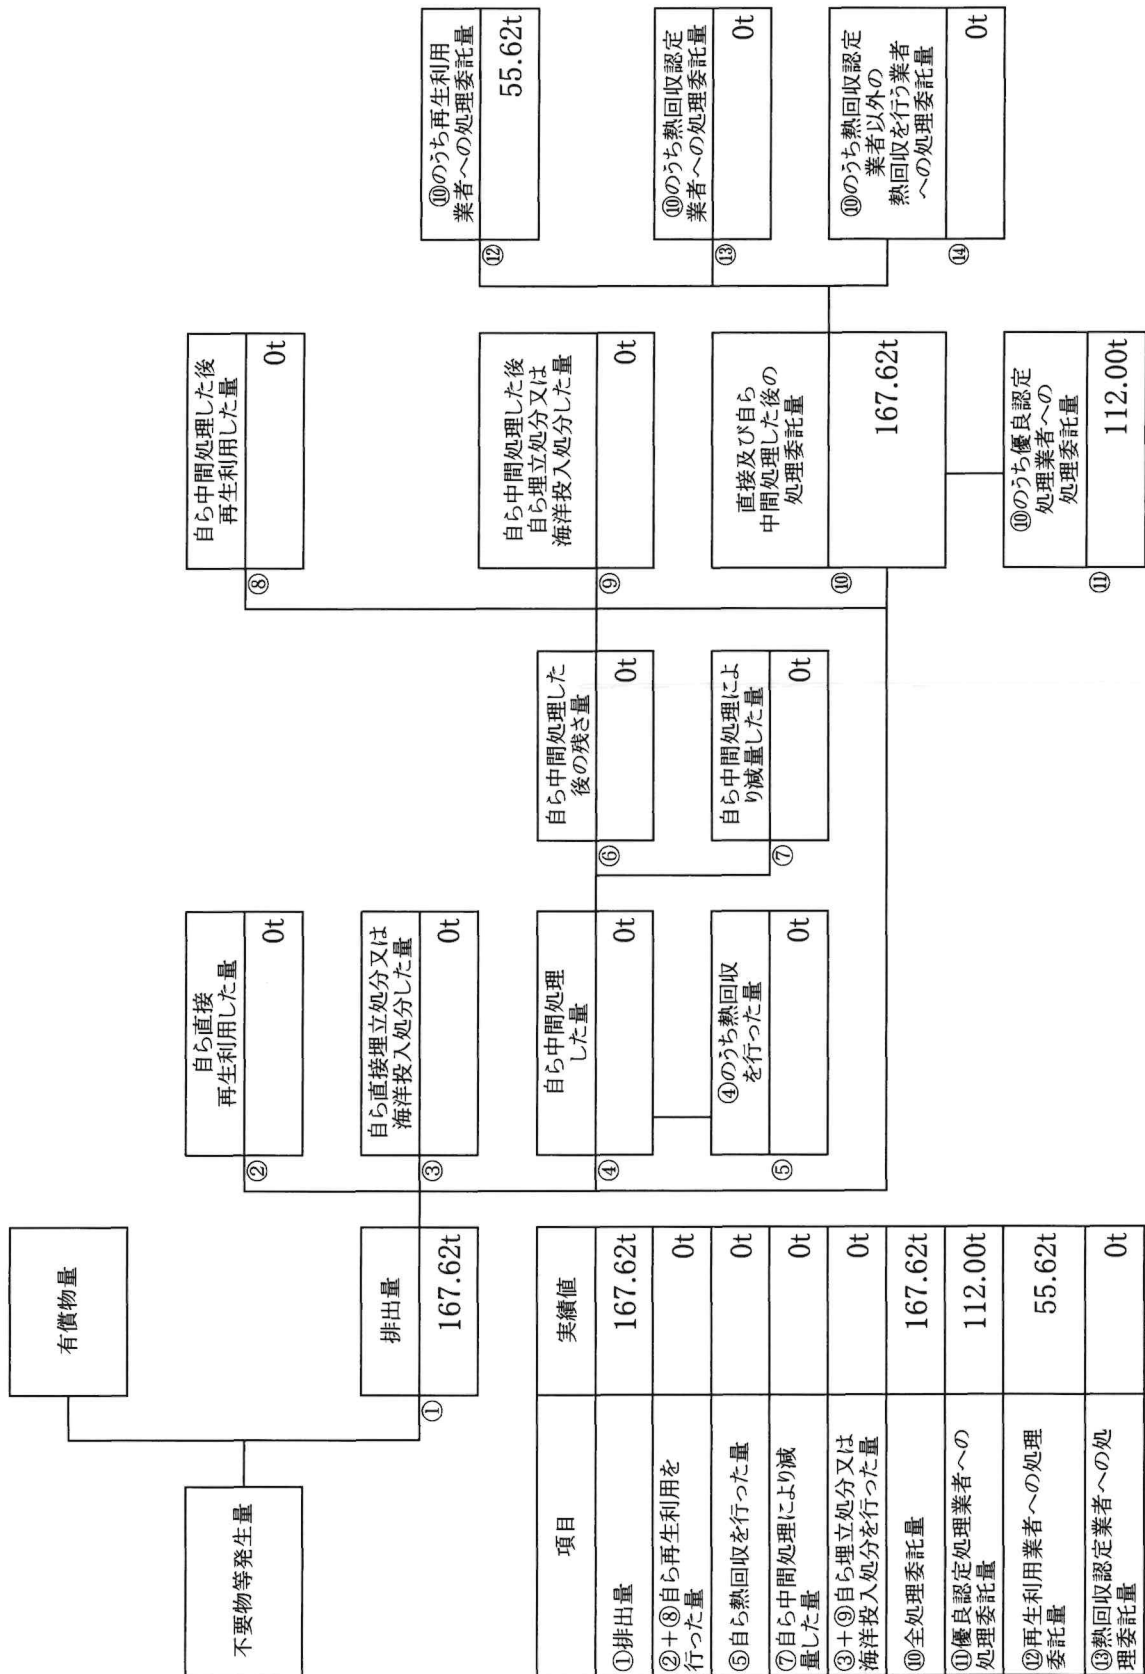 不要物等発生量
有償物量
①
排出量
167.62t
②
自ら直接
再生利用した量
0t
③
自ら直接埋立処分又は
海洋投入処分した量
0t
④
自ら中間処理
した量
0t
⑤
④のうち熱回収
を行った量
0t
⑥
自ら中間処理した
後の残さ量
0t
⑦
自ら中間処理によ
り減量した量
0t
⑧
自ら中間処理した後
再生利用した量
0t
⑨
自ら中間処理した後
自ら埋立処分又は
海洋投入処分した量
0t
⑩
直接及び自ら
中間処理した後の
処理委託量
167.62t
⑪
⑩のうち優良認定
処理業者への
処理委託量
112.00t
⑫
⑩のうち再生利用
業者への処理委託量
55.62t
⑬
⑩のうち熱回収認定
業者への処理委託量
0t
⑭
⑩のうち熱回収認定
業者以外の
熱回収を行う業者
への処理委託量
0t
項目 実績値
①排出量 167.62t
②+⑧自ら再生利用を
行った量 0t
⑤自ら熱回収を行った量 0t
⑦自ら中間処理により減
量した量 0t
③+⑨自ら埋立処分又は
海洋投入処分を行った量 0t
⑩全処理委託量 167.62t
⑪優良認定処理業者への
処理委託量 112.00t
⑫再生利用業者への処理
委託量 55.62t
⑬熱回収認定業者への処
理委託量 0t